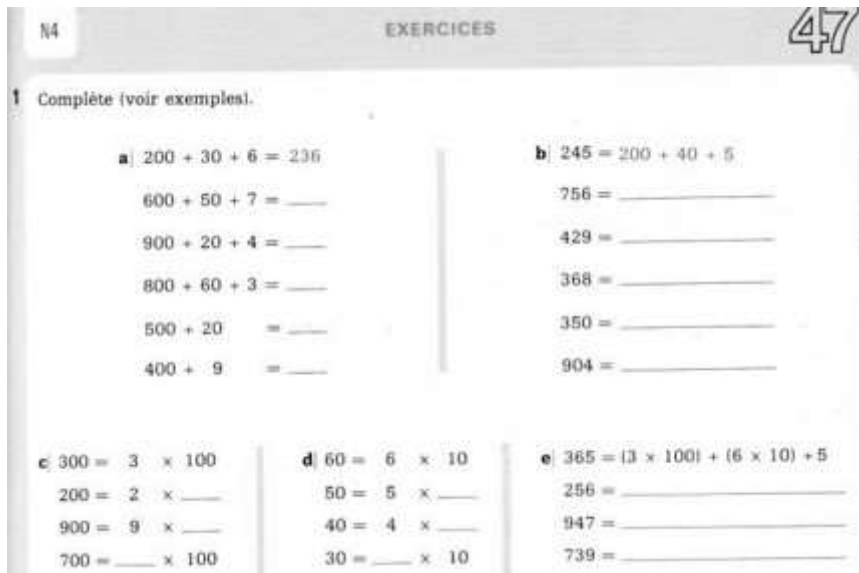 N4 EXERCICES 47
1 Complète (voir exemples).
a| 200 + 30 + 6 = 236
600 + 50 + 7 = ____
900 + 20 + 4 = ____
800 + 60 + 3 = ____
500 + 20 = ____
400 + 9 = ____
b| 245 = 200 + 40 + 5
756 = ____
429 = ____
368 = ____
350 = ____
904 = ____
c| 300 = 3 × 100
200 = 2 × ____
900 = 9 × ____
700 = ____ × 100
d| 60 = 6 × 10
50 = 5 × ____
40 = 4 × ____
30 = ____ × 10
e| 365 = (3 × 100) + (6 × 10) + 5
256 = ____
947 = ____
739 = ____